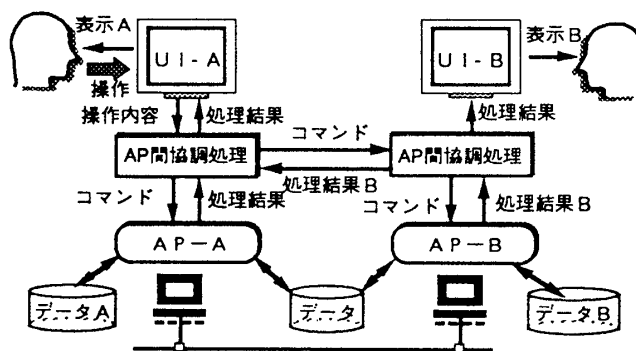 表示A
UI-A
操作
操作内容
処理結果
コマンド
UI-B
表示B
処理結果
AP間協調処理
AP間協調処理
処理結果B
コマンド
処理結果
コマンド
処理結果B
AP-A
AP-B
データA
データ
データB